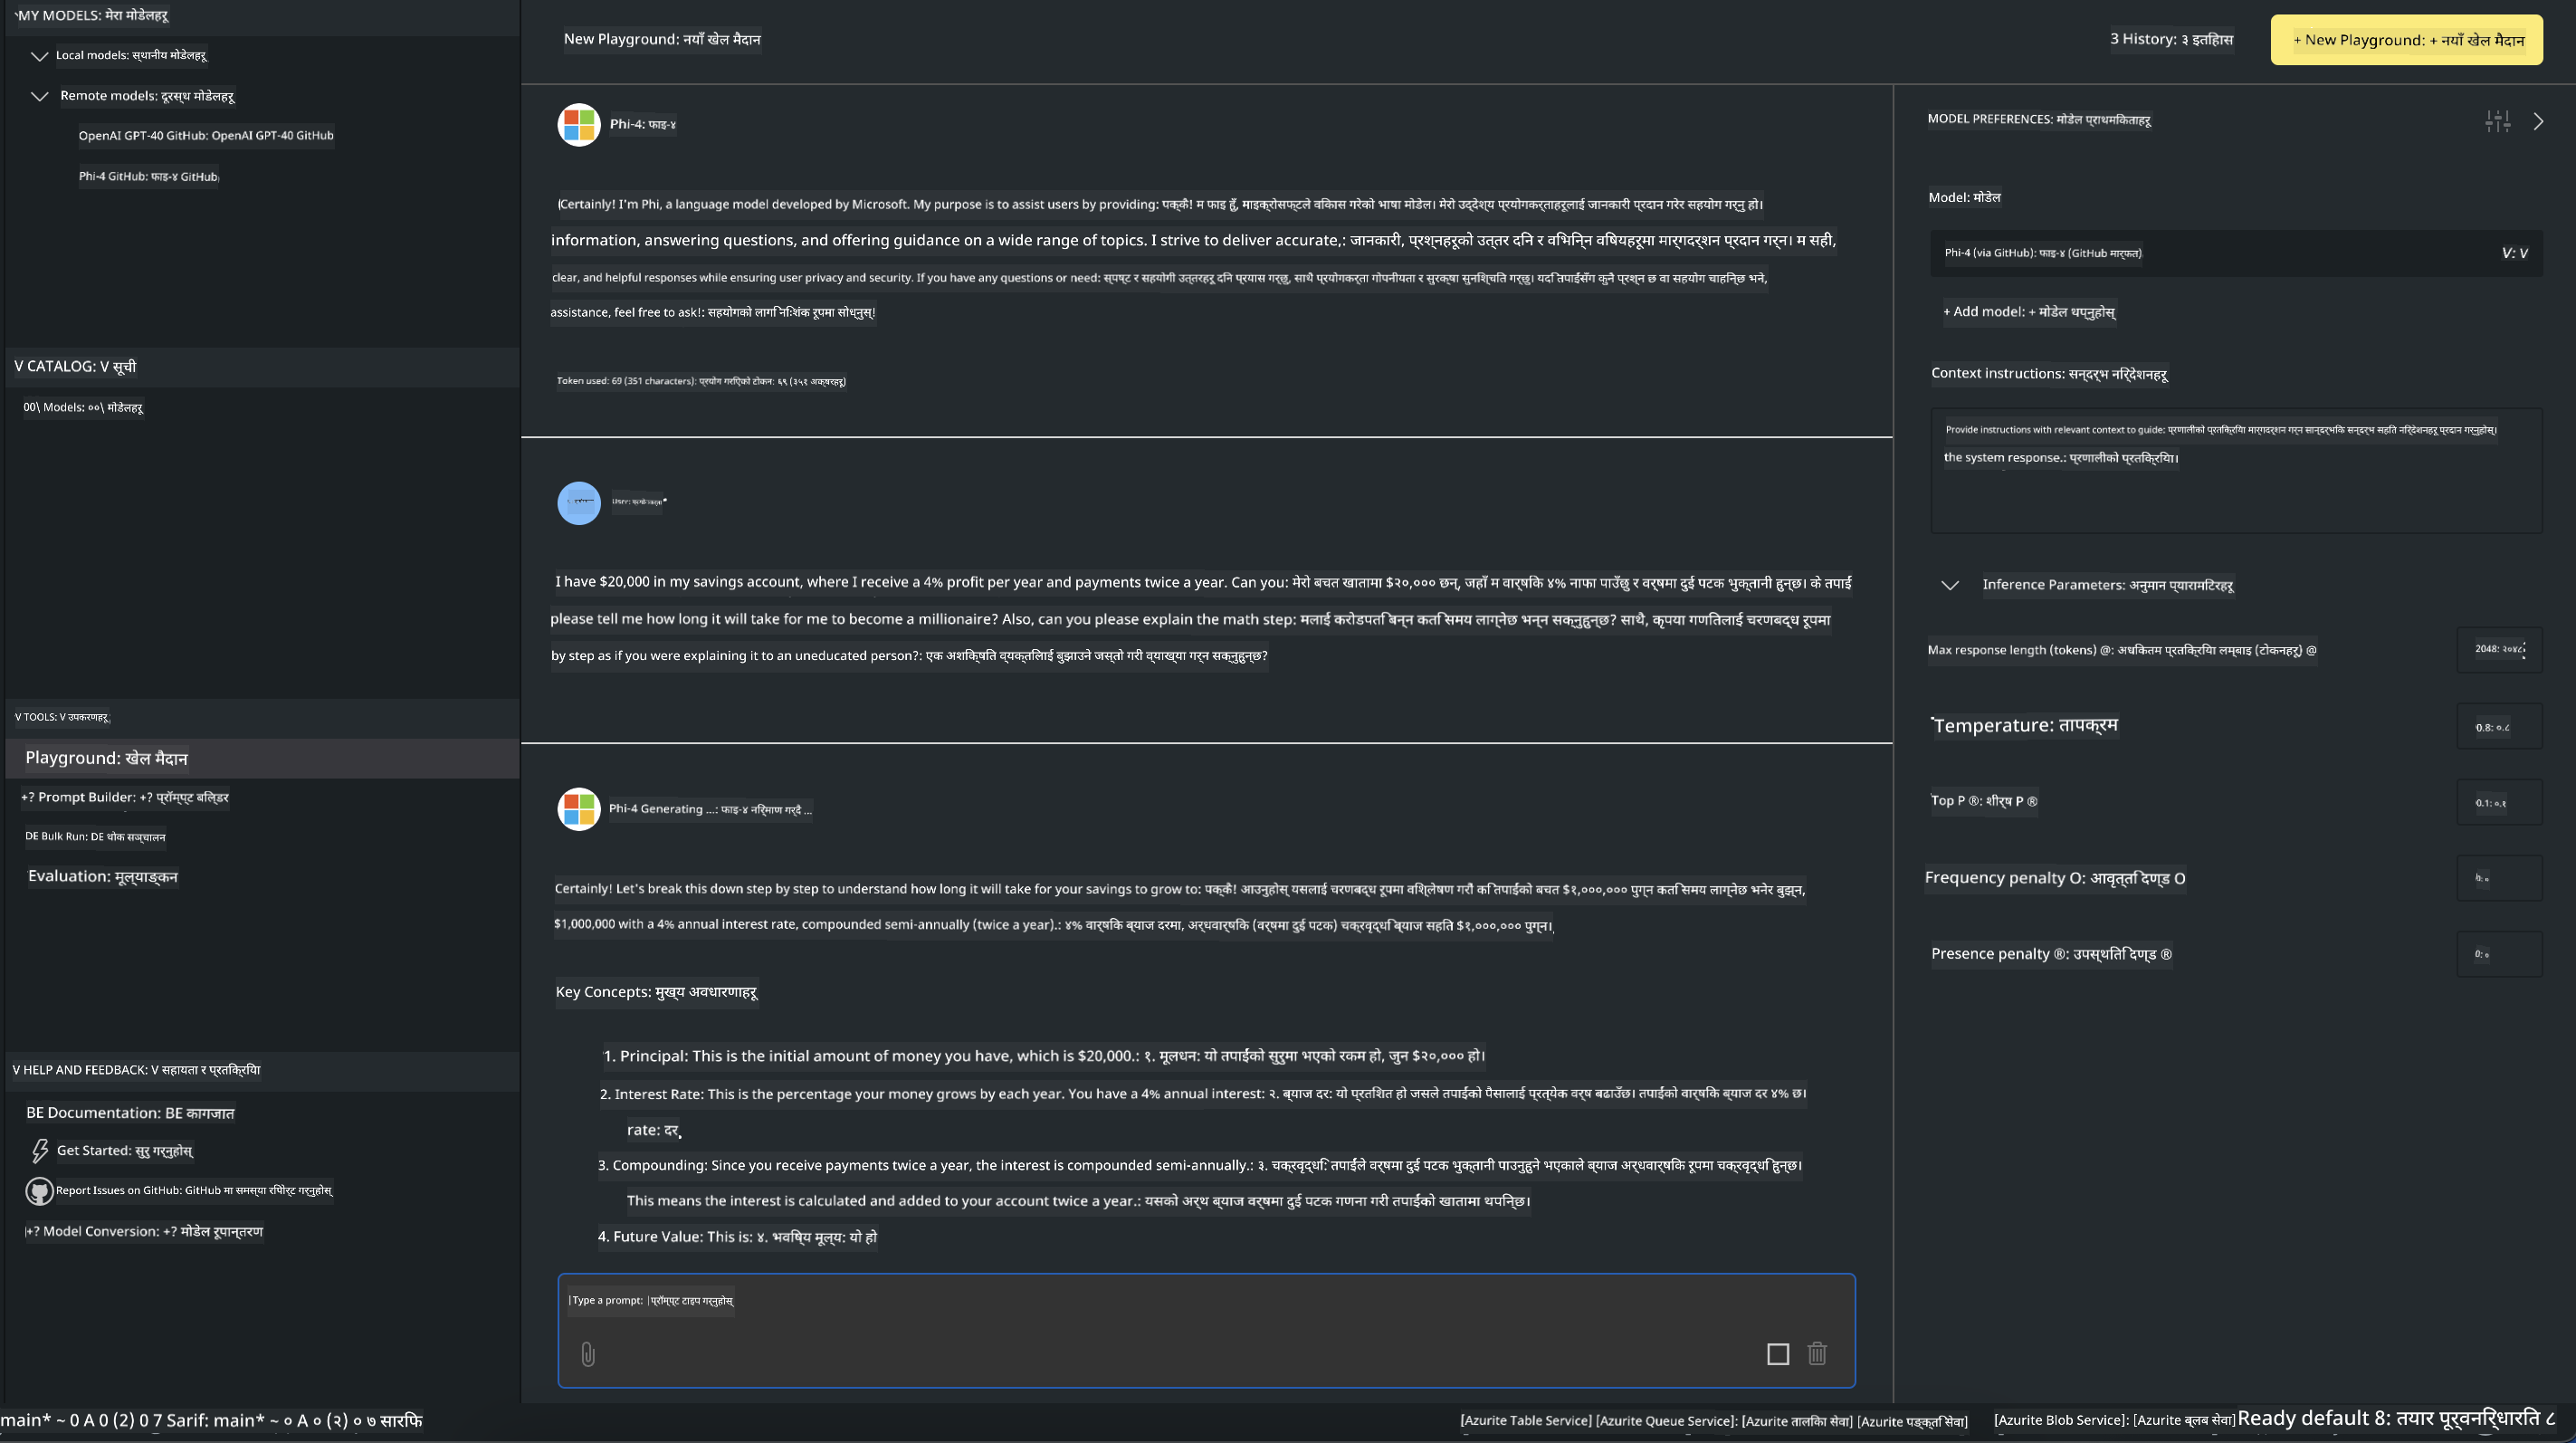 MY MODELS: मेरा मोडेलहरू
Local models: स्थानीय मोडेलहरू
Remote models: दूरस्थ मोडेलहरू
OpenAI GPT-40 GitHub: OpenAI GPT-40 GitHub
Phi-4 GitHub: फाइ-४ GitHub
V CATALOG: V सूची
00\ Models: ००\ मोडेलहरू
V TOOLS: V उपकरणहरू
Playground: खेल मैदान
+? Prompt Builder: +? प्रॉम्प्ट बिल्डर
DE Bulk Run: DE थोक सञ्चालन
Evaluation: मूल्याङ्कन
V HELP AND FEEDBACK: V सहायता र प्रतिक्रिया
BE Documentation: BE कागजात
Get Started: सुरु गर्नुहोस्
Report Issues on GitHub: GitHub मा समस्या रिपोर्ट गर्नुहोस्
+? Model Conversion: +? मोडेल रूपान्तरण
New Playground: नयाँ खेल मैदान
3 History: ३ इतिहास
+ New Playground: + नयाँ खेल मैदान
Phi-4: फाइ-४
(Certainly! I'm Phi, a language model developed by Microsoft. My purpose is to assist users by providing: पक्कै! म फाइ हुँ, माइक्रोसफ्टले विकास गरेको भाषा मोडेल। मेरो उद्देश्य प्रयोगकर्ताहरूलाई जानकारी प्रदान गरेर सहयोग गर्नु हो।
information, answering questions, and offering guidance on a wide range of topics. I strive to deliver accurate,: जानकारी, प्रश्नहरूको उत्तर दिन र विभिन्न विषयहरूमा मार्गदर्शन प्रदान गर्न। म सही,
clear, and helpful responses while ensuring user privacy and security. If you have any questions or need: स्पष्ट र सहयोगी उत्तरहरू दिन प्रयास गर्छु, साथै प्रयोगकर्ता गोपनीयता र सुरक्षा सुनिश्चित गर्छु। यदि तपाईंसँग कुनै प्रश्न छ वा सहयोग चाहिन्छ भने,
assistance, feel free to ask!: सहयोगको लागि निःशंक रूपमा सोध्नुस्!
Token used: 69 (351 characters): प्रयोग गरिएको टोकन: ६९ (३५१ अक्षरहरू)
I have $20,000 in my savings account, where I receive a 4% profit per year and payments twice a year. Can you: मेरो बचत खातामा $२०,००० छन्, जहाँ म वार्षिक ४% नाफा पाउँछु र वर्षमा दुई पटक भुक्तानी हुन्छ। के तपाईं
please tell me how long it will take for me to become a millionaire? Also, can you please explain the math step: मलाई करोडपति बन्न कति समय लाग्नेछ भन्न सक्नुहुन्छ? साथै, कृपया गणितलाई चरणबद्ध रूपमा
by step as if you were explaining it to an uneducated person?: एक अशिक्षित व्यक्तिलाई बुझाउने जस्तो गरी व्याख्या गर्न सक्नुहुन्छ?
Phi-4 Generating ...: फाइ-४ निर्माण गर्दै ...
Certainly! Let's break this down step by step to understand how long it will take for your savings to grow to: पक्कै! आउनुहोस् यसलाई चरणबद्ध रूपमा विश्लेषण गरौं कि तपाईंको बचत $१,०००,००० पुग्न कति समय लाग्नेछ भनेर बुझ्न,
$1,000,000 with a 4% annual interest rate, compounded semi-annually (twice a year).: ४% वार्षिक ब्याज दरमा, अर्धवार्षिक (वर्षमा दुई पटक) चक्रवृद्धि ब्याज सहित $१,०००,००० पुग्न।
Key Concepts: मुख्य अवधारणाहरू
1. Principal: This is the initial amount of money you have, which is $20,000.: १. मूलधन: यो तपाईंको सुरुमा भएको रकम हो, जुन $२०,००० हो।
2. Interest Rate: This is the percentage your money grows by each year. You have a 4% annual interest: २. ब्याज दर: यो प्रतिशत हो जसले तपाईंको पैसालाई प्रत्येक वर्ष बढाउँछ। तपाईंको वार्षिक ब्याज दर ४% छ।
rate: दर
3. Compounding: Since you receive payments twice a year, the interest is compounded semi-annually.: ३. चक्रवृद्धि: तपाईंले वर्षमा दुई पटक भुक्तानी पाउनुहुने भएकाले ब्याज अर्धवार्षिक रूपमा चक्रवृद्धि हुन्छ।
This means the interest is calculated and added to your account twice a year.: यसको अर्थ ब्याज वर्षमा दुई पटक गणना गरी तपाईंको खातामा थपिन्छ।
4. Future Value: This is: ४. भविष्य मूल्य: यो हो
|Type a prompt: |प्रॉम्प्ट टाइप गर्नुहोस्
MODEL PREFERENCES: मोडेल प्राथमिकताहरू
Model: मोडेल
Phi-4 (via GitHub): फाइ-४ (GitHub मार्फत)
V: V
+ Add model: + मोडेल थप्नुहोस्
Context instructions: सन्दर्भ निर्देशनहरू
Provide instructions with relevant context to guide: प्रणालीको प्रतिक्रिया मार्गदर्शन गर्न सान्दर्भिक सन्दर्भ सहित निर्देशनहरू प्रदान गर्नुहोस्।
the system response.: प्रणालीको प्रतिक्रिया।
Inference Parameters: अनुमान प्यारामिटरहरू
Max response length (tokens) @: अधिकतम प्रतिक्रिया लम्बाइ (टोकनहरू) @
2048: २०४८
Temperature: तापक्रम
0.8: ०.८
Top P ®: शीर्ष P ®
0.1: ०.१
Frequency penalty O: आवृत्ति दण्ड O
0: ०
Presence penalty ®: उपस्थिति दण्ड ®
0: ०
main* ~ 0 A 0 (2) 0 7 Sarif: main* ~ ० A ० (२) ० ७ सारिफ
[Azurite Table Service] [Azurite Queue Service]: [Azurite तालिका सेवा] [Azurite पङ्क्ति सेवा]
[Azurite Blob Service]: [Azurite ब्लब सेवा]
Ready default 8: तयार पूर्वनिर्धारित ८